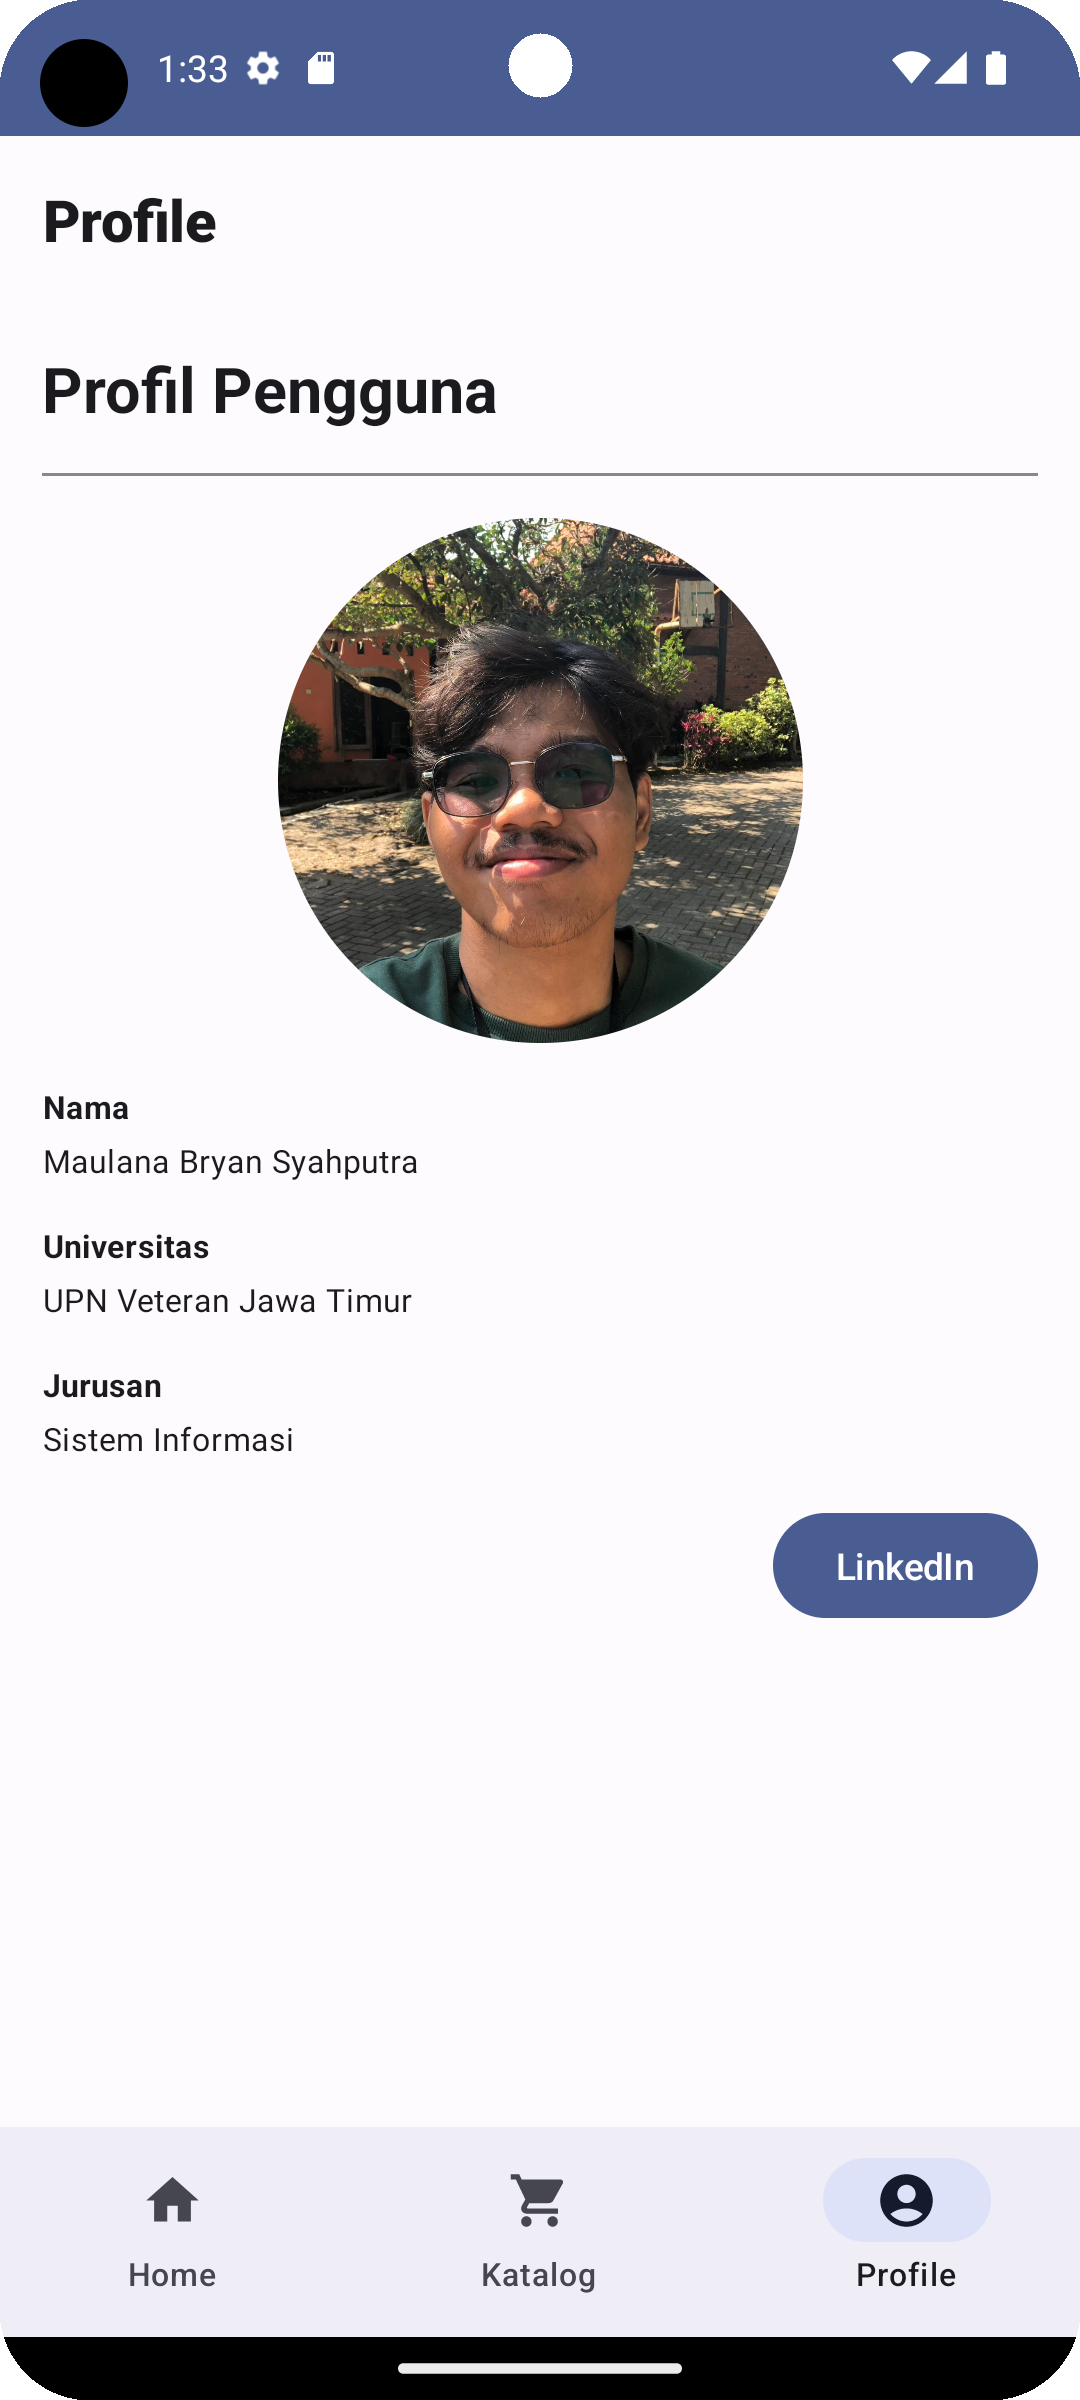 1:33
Profile
Profil Pengguna
Nama
Maulana Bryan Syahputra
Universitas
UPN Veteran Jawa Timur
Jurusan
Sistem Informasi
LinkedIn
Home
Katalog
Profile